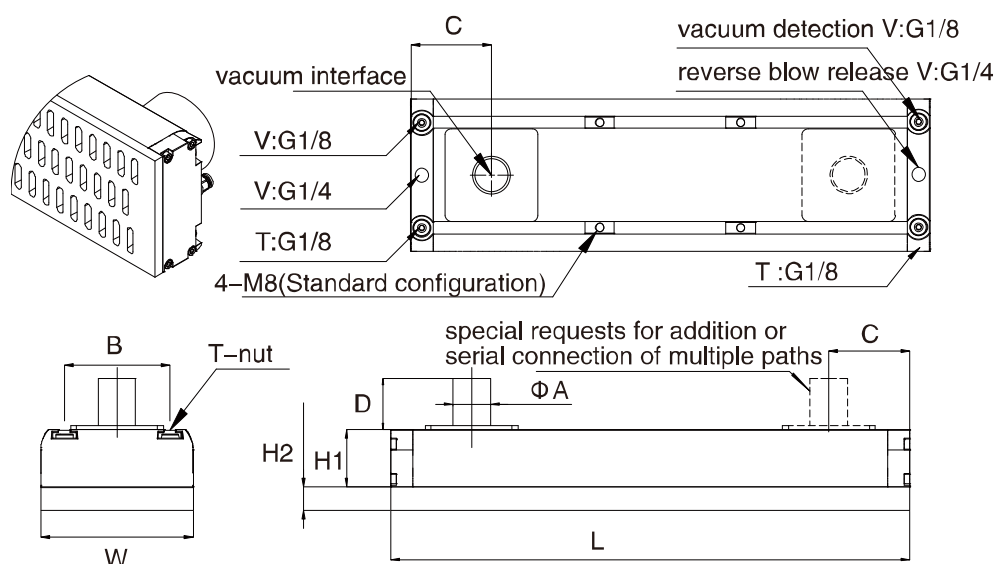 C
vacuum detection V:G1/8
vacuum interface
reverse blow release V:G1/4
V:G1/8
V:G1/4
T:G1/8
4–M8(Standard configuration)
T :G1/8
B
T–nut
special requests for addition or
serial connection of multiple paths
C
D
ΦA
H2
H1
W
L